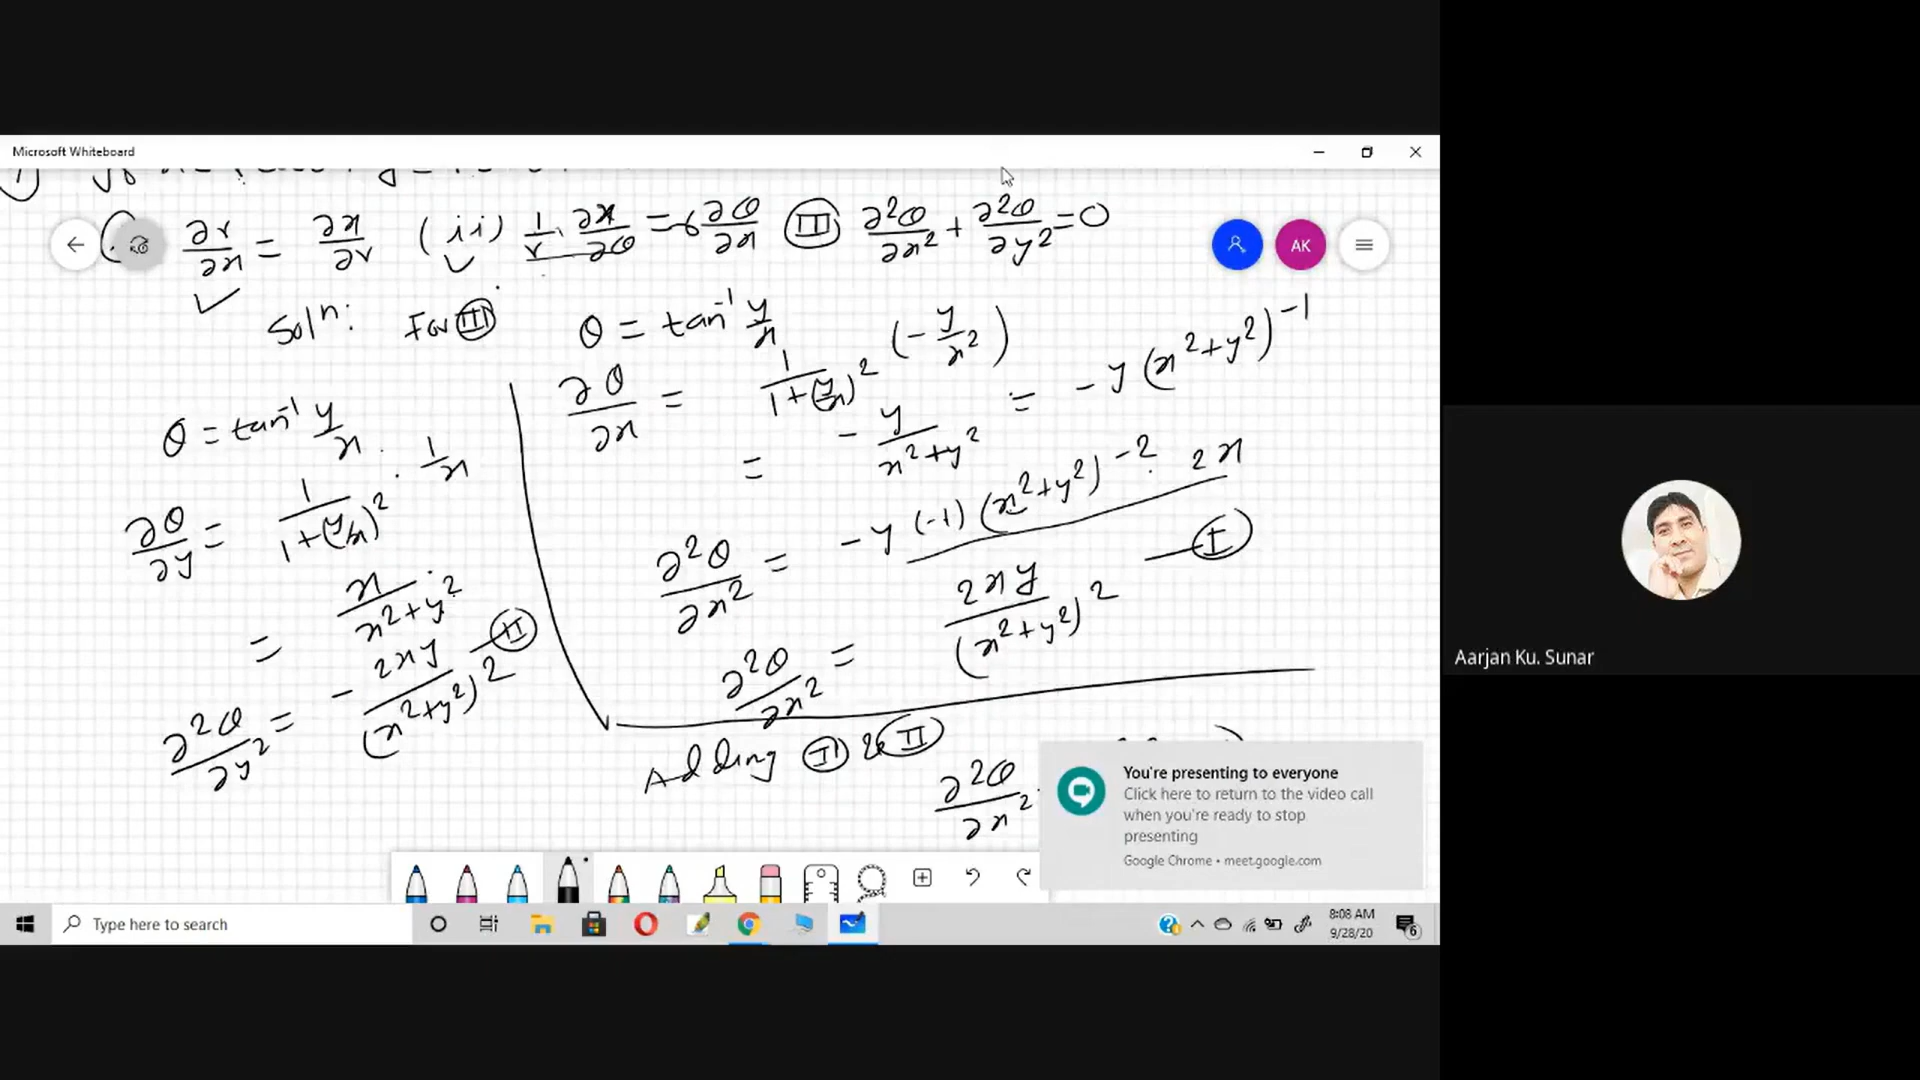 Microsoft Whiteboard
∂r/∂x = ∂x/∂r (ii) 1/r · ∂x/∂θ = r ∂θ/∂x (III) ∂²θ/∂x² + ∂²θ/∂y² = 0
AK
Solⁿ: For (III) θ = tan⁻¹ y/x
∂θ/∂x = 1/(1+(y/x)²) (-y/x²)
= - y/(x²+y²) = -y (x²+y²)⁻¹
∂²θ/∂x² = -y (-1) (x²+y²)⁻² · 2x
∂²θ/∂x² = 2xy/(x²+y²)² — (I)
θ = tan⁻¹ y/x
∂θ/∂y = 1/(1+(y/x)²) · 1/x
= x/(x²+y²)
∂²θ/∂y² = - 2xy/(x²+y²)² — (II)
Adding (I) & (II)
∂²θ/∂x²
You're presenting to everyone
Click here to return to the video call
when you're ready to stop
presenting
Google Chrome • meet.google.com
Type here to search
8:08 AM
9/28/20
6
Aarjan Ku. Sunar